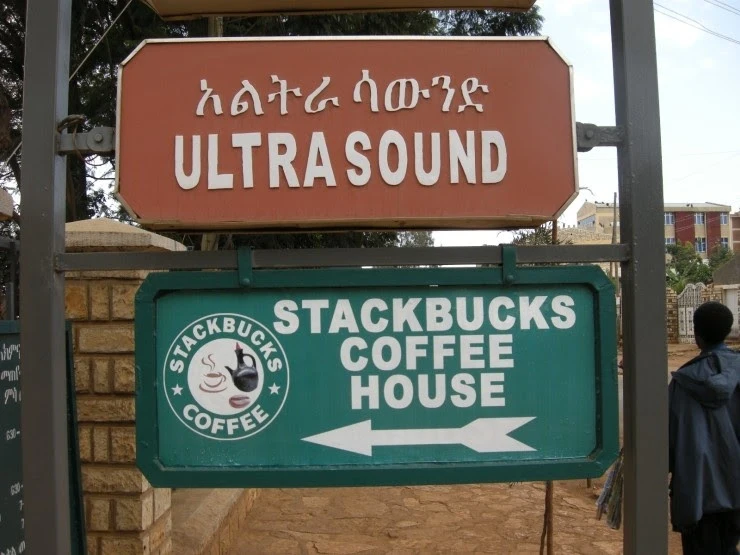 አልትራ ሳውንድ
ULTRASOUND
STACKBUCKS
COFFEE
HOUSE
STACKBUCKS
COFFEE